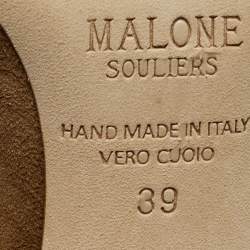 MALONE
SOULIERS
HAND MADE IN ITALY
VERO CUOIO
39